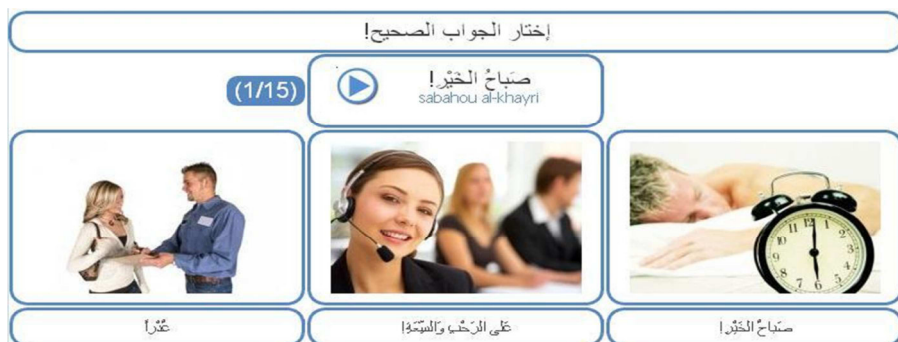 إختار الجواب الصحيح!
صَباحُ الخَيْرِ!
sabahou al-khayri
(1/15)
صَباحُ الخَيْرِ!
عَلى الرَحْبِ وَالسِعَةِ!
عُذْراً